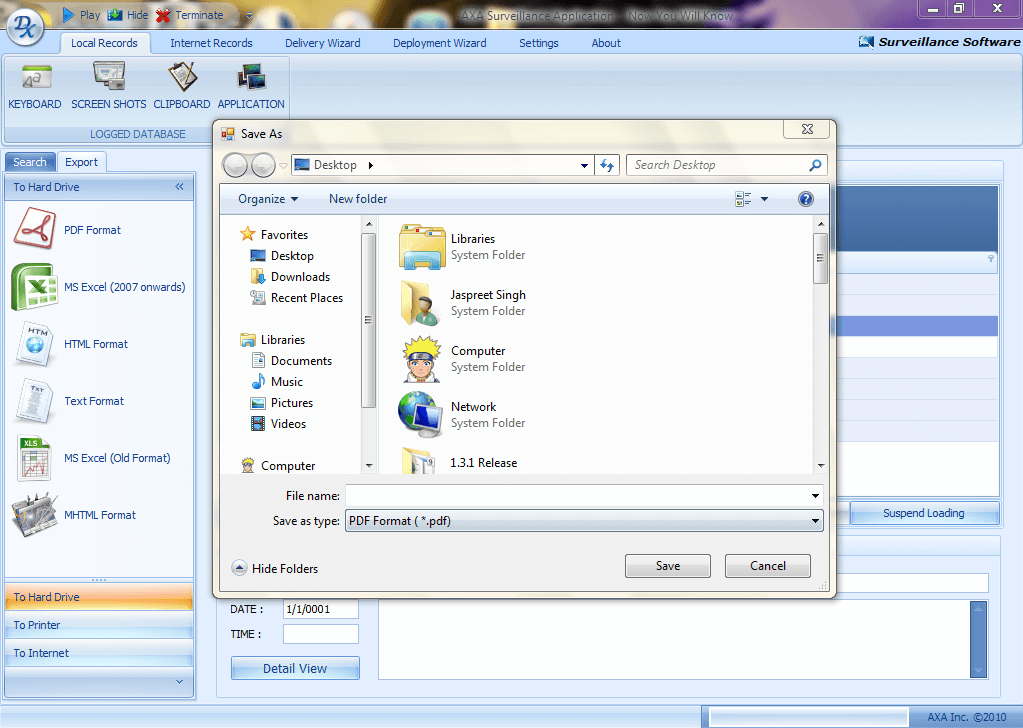 Dx Play Hide Terminate AXA Surveillance Application - Now You Will Know
Local Records Internet Records Delivery Wizard Deployment Wizard Settings About Surveillance Software
KEYBOARD SCREEN SHOTS CLIPBOARD APPLICATION
LOGGED DATABASE
Search Export
To Hard Drive
PDF Format
MS Excel (2007 onwards)
HTM
HTML Format
TXT
Text Format
XLS
MS Excel (Old Format)
MHTML Format
To Hard Drive
To Printer
To Internet
Save As
Desktop
Search Desktop
Organize New folder
Favorites
Desktop
Downloads
Recent Places
Libraries
Documents
Music
Pictures
Videos
Computer
Libraries
System Folder
Jaspreet Singh
System Folder
Computer
System Folder
Network
System Folder
1.3.1 Release
File name:
Save as type: PDF Format ( *.pdf)
Hide Folders
Save Cancel
Suspend Loading
DATE : 1/1/0001
TIME :
Detail View
AXA Inc. ©2010